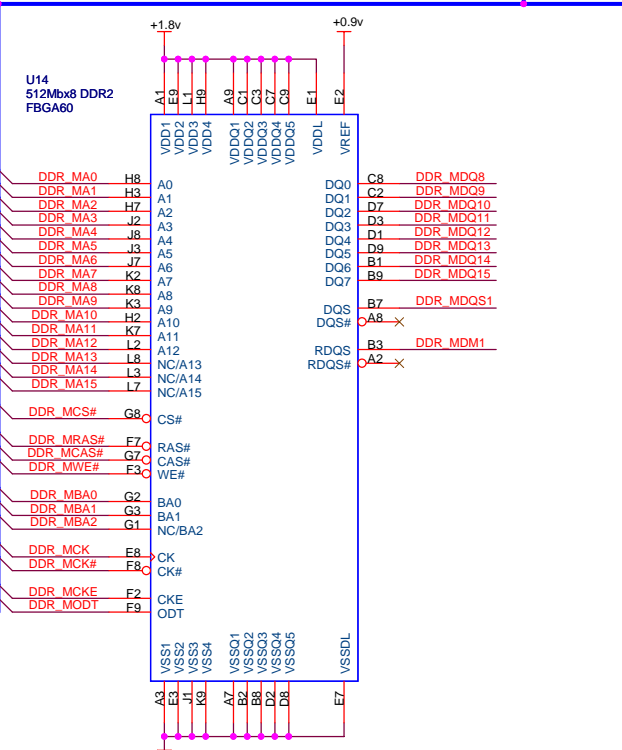 +1.8v
+0.9v
U14
512Mbx8 DDR2
FBGA60
A1 E9 L1 H9 A9 C1 C3 C7 C9 E1 E2
VDD1 VDD2 VDD3 VDD4 VDDQ1 VDDQ2 VDDQ3 VDDQ4 VDDQ5 VDDL VREF
DDR_MA0 H8 A0 DQ0 C8 DDR_MDQ8
DDR_MA1 H3 A1 DQ1 C2 DDR_MDQ9
DDR_MA2 H7 A2 DQ2 D7 DDR_MDQ10
DDR_MA3 J2 A3 DQ3 D3 DDR_MDQ11
DDR_MA4 J8 A4 DQ4 D1 DDR_MDQ12
DDR_MA5 J3 A5 DQ5 D9 DDR_MDQ13
DDR_MA6 J7 A6 DQ6 B1 DDR_MDQ14
DDR_MA7 K2 A7 DQ7 B9 DDR_MDQ15
DDR_MA8 K8 A8
DDR_MA9 K3 A9 DQS B7 DDR_MDQS1
DDR_MA10 H2 A10 DQS# A8
DDR_MA11 K7 A11
DDR_MA12 L2 A12 RDQS B3 DDR_MDM1
DDR_MA13 L8 NC/A13 RDQS# A2
DDR_MA14 L3 NC/A14
DDR_MA15 L7 NC/A15
DDR_MCS# G8 CS#
DDR_MRAS# F7 RAS#
DDR_MCAS# G7 CAS#
DDR_MWE# F3 WE#
DDR_MBA0 G2 BA0
DDR_MBA1 G3 BA1
DDR_MBA2 G1 NC/BA2
DDR_MCK E8 CK
DDR_MCK# F8 CK#
DDR_MCKE F2 CKE
DDR_MODT F9 ODT
VSS1 VSS2 VSS3 VSS4 VSSQ1 VSSQ2 VSSQ3 VSSQ4 VSSQ5 VSSDL
A3 E3 J1 K9 A7 B2 B8 D2 D8 E7